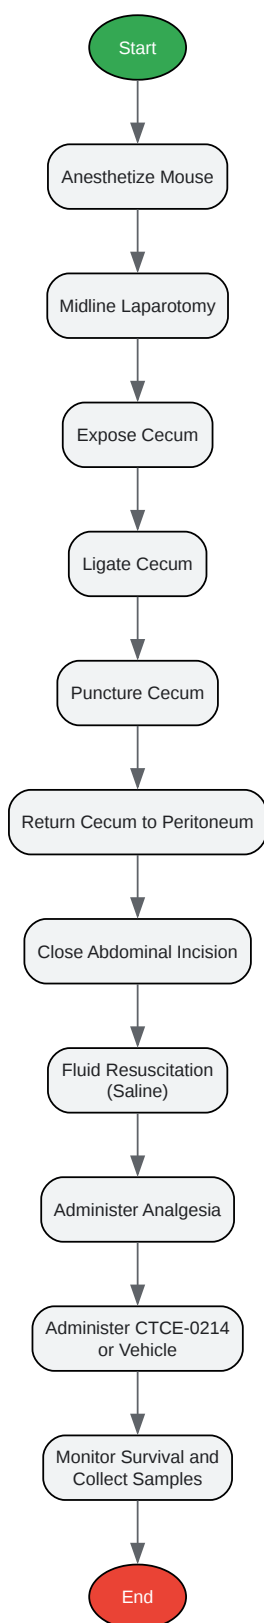 Start
Anesthetize Mouse
Midline Laparotomy
Expose Cecum
Ligate Cecum
Puncture Cecum
Return Cecum to Peritoneum
Close Abdominal Incision
Fluid Resuscitation
(Saline)
Administer Analgesia
Administer CTCE-0214
or Vehicle
Monitor Survival and
Collect Samples
End